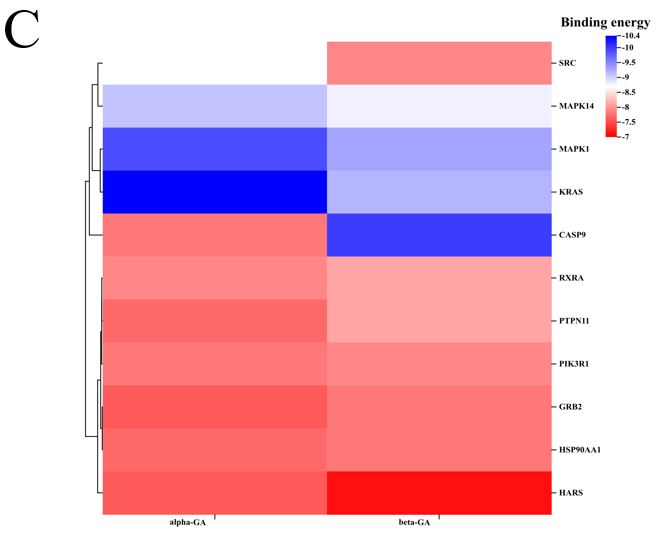 C
Binding energy
-10.4
-10
-9.5
-9
-8.5
-8
-7.5
-7
SRC
MAPK14
MAPK1
KRAS
CASP9
RXRA
PTPN11
PIK3R1
GRB2
HSP90AA1
HARS
alpha-GA beta-GA